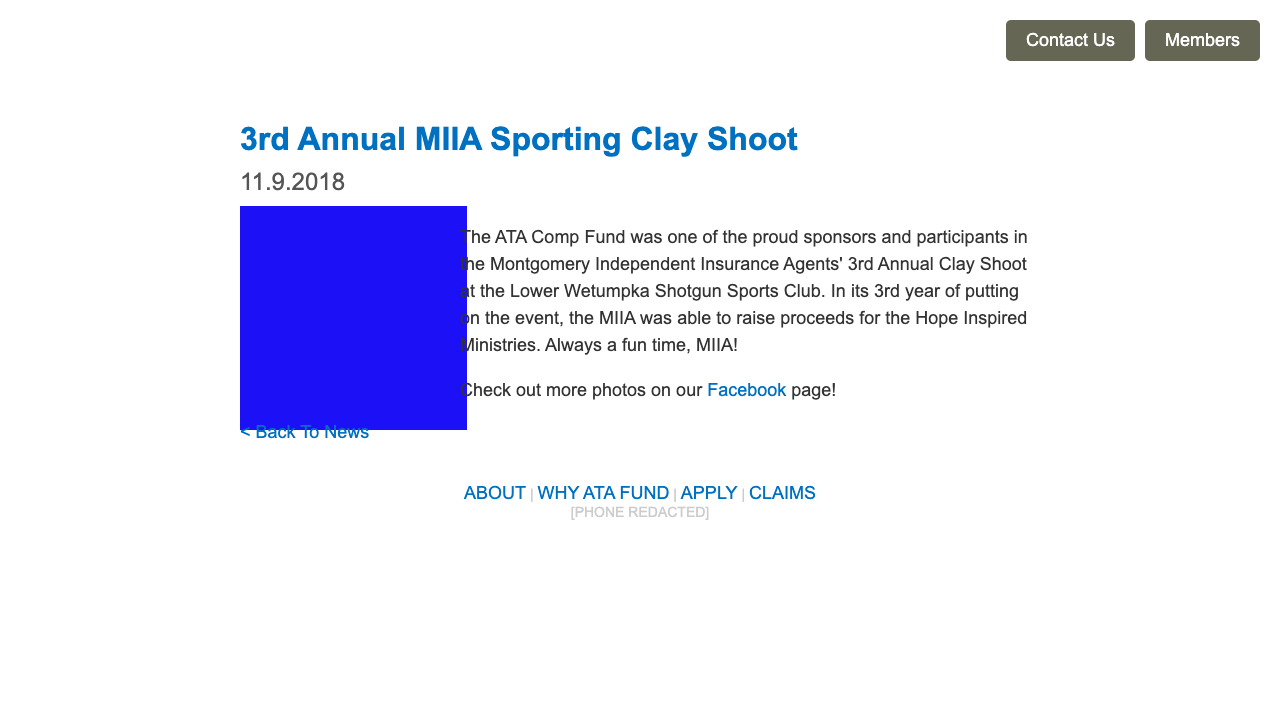 Contact Us
Members
3rd Annual MIIA Sporting Clay Shoot
11.9.2018
The ATA Comp Fund was one of the proud sponsors and participants in
the Montgomery Independent Insurance Agents' 3rd Annual Clay Shoot
at the Lower Wetumpka Shotgun Sports Club. In its 3rd year of putting
on the event, the MIIA was able to raise proceeds for the Hope Inspired
Ministries. Always a fun time, MIIA!
Check out more photos on our Facebook page!
< Back To News
ABOUT | WHY ATA FUND | APPLY | CLAIMS
[PHONE REDACTED]